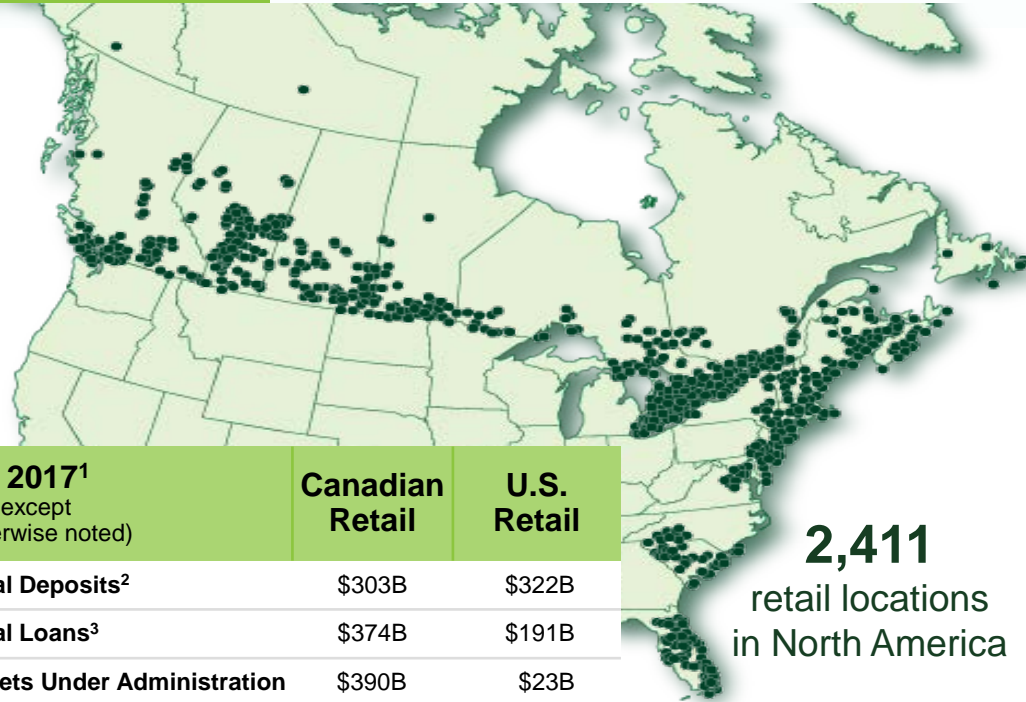 2017¹
except
erwise noted)
Canadian
Retail
U.S.
Retail
al Deposits² $303B $322B
al Loans³ $374B $191B
ets Under Administration $390B $23B
2,411
retail locations
in North America